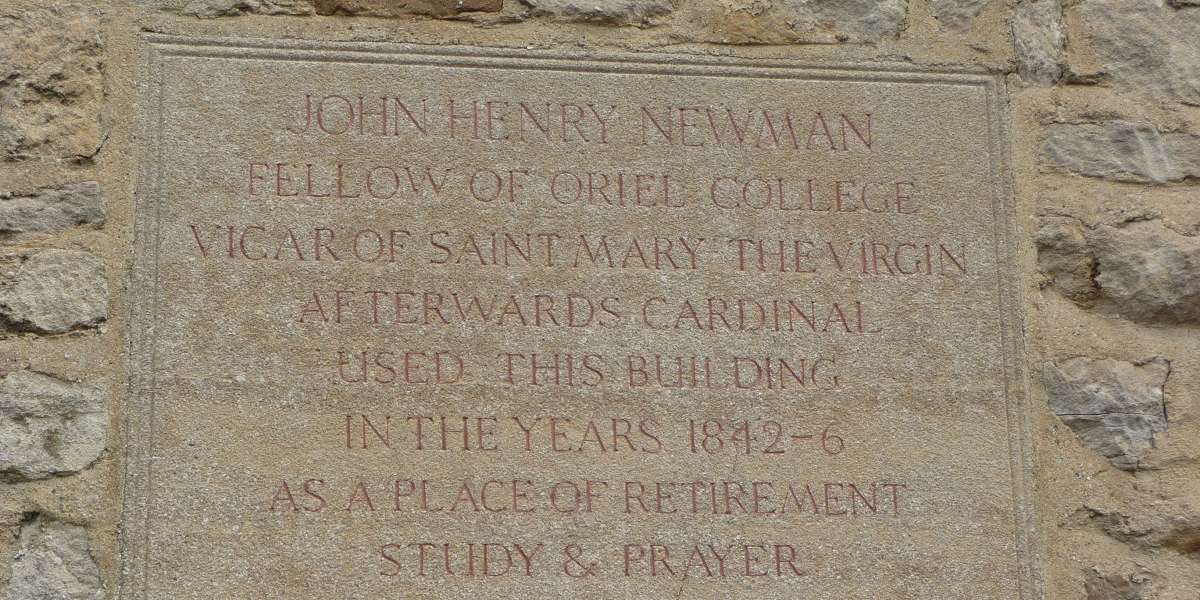 JOHN HENRY NEWMAN
FELLOW OF ORIEL COLLEGE
VICAR OF SAINT MARY THE VIRGIN
AFTERWARDS CARDINAL
USED THIS BUILDING
IN THE YEARS 1842-6
AS A PLACE OF RETIREMENT
STUDY & PRAYER